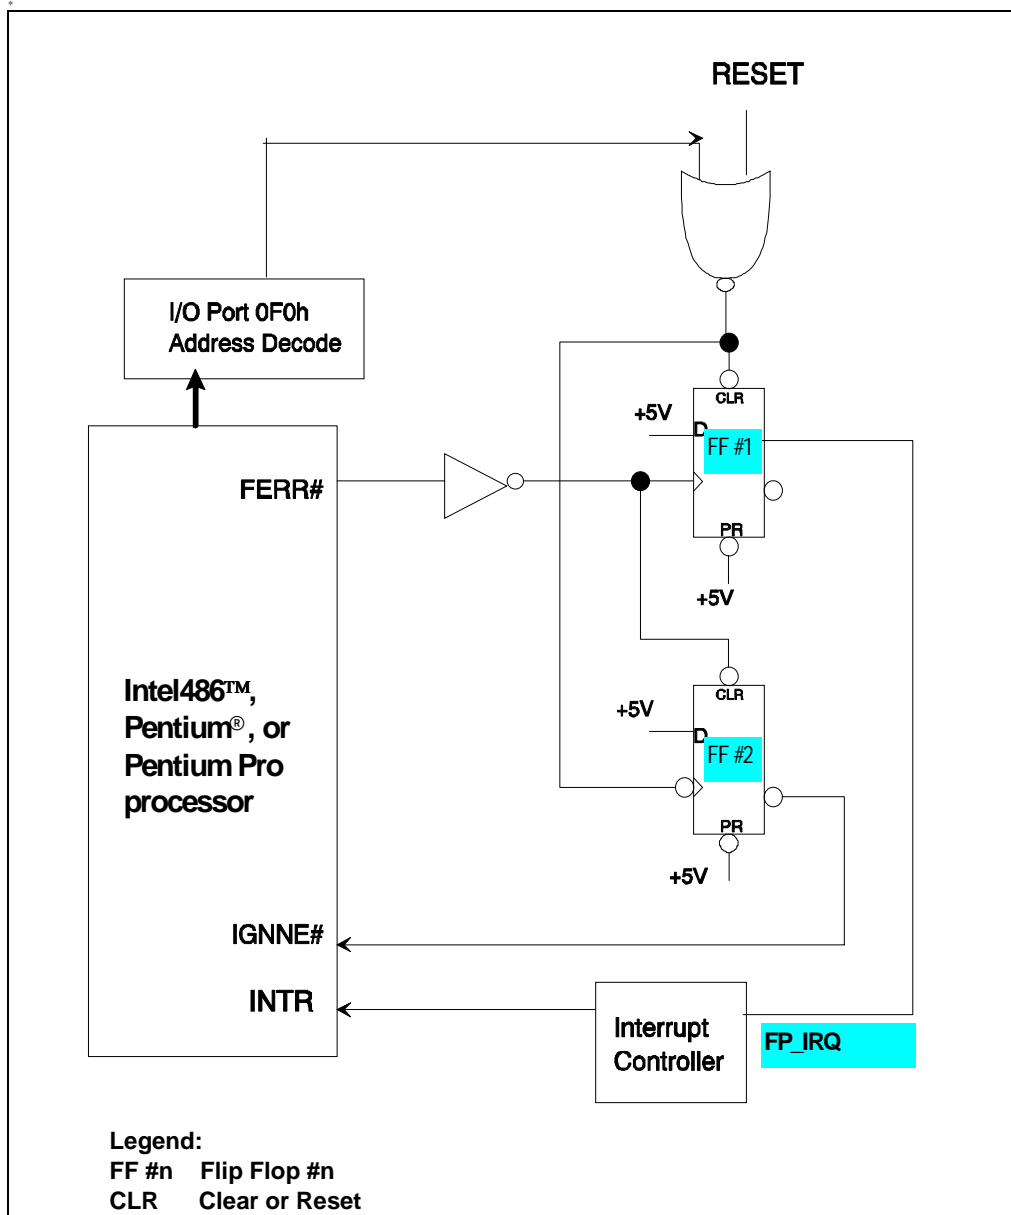 *
RESET
I/O Port 0F0h
Address Decode
CLR
+5V
D
FF #1
FERR#
PR
+5V
Intel486™,
Pentium®, or
Pentium Pro
processor
CLR
+5V
D
FF #2
PR
+5V
IGNNE#
INTR
Interrupt
Controller
FP_IRQ
Legend:
FF #n Flip Flop #n
CLR Clear or Reset